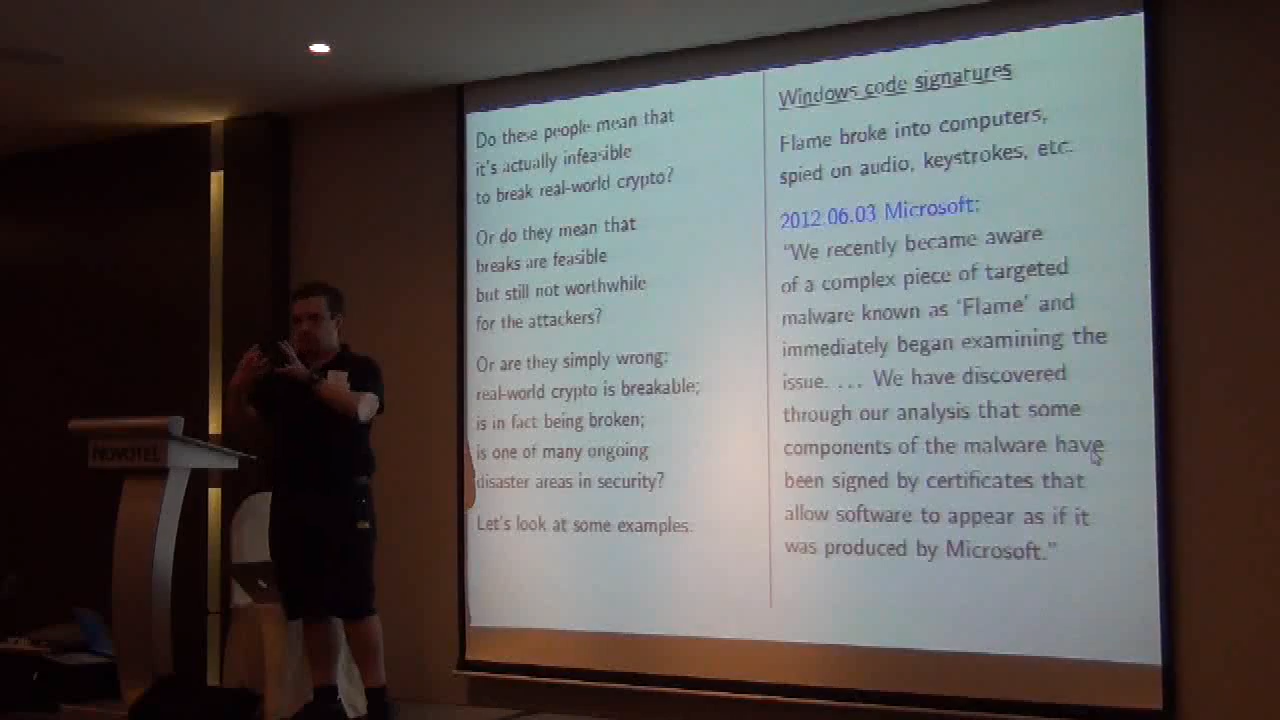 NOVOTEL
Do these people mean that
it's actually infeasible
to break real-world crypto?
Or do they mean that
breaks are feasible
but still not worthwhile
for the attackers?
Or are they simply wrong:
real-world crypto is breakable;
is in fact being broken;
is one of many ongoing
disaster areas in security?
Let's look at some examples.
Windows code signatures
Flame broke into computers,
spied on audio, keystrokes, etc.
2012.06.03 Microsoft:
“We recently became aware
of a complex piece of targeted
malware known as ‘Flame’ and
immediately began examining the
issue. … We have discovered
through our analysis that some
components of the malware have
been signed by certificates that
allow software to appear as if it
was produced by Microsoft.”